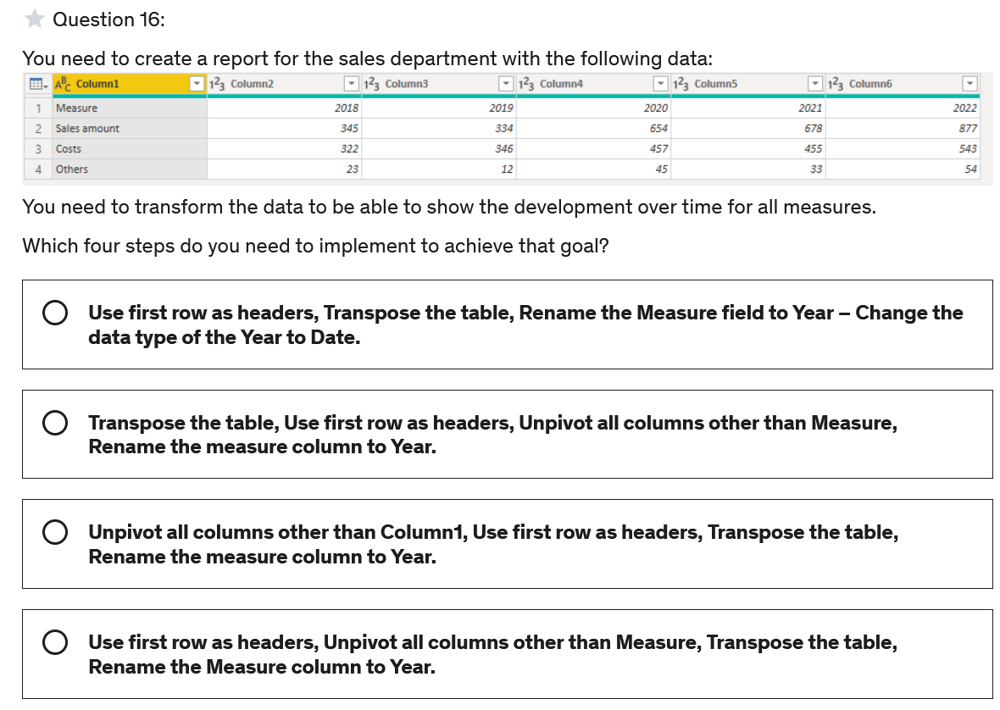 Question 16:
You need to create a report for the sales department with the following data:
ABC Column1 123 Column2 123 Column3 123 Column4 123 Column5 123 Column6
1 Measure 2018 2019 2020 2021 2022
2 Sales amount 345 334 654 678 877
3 Costs 322 346 457 455 543
4 Others 23 12 45 33 54
You need to transform the data to be able to show the development over time for all measures.
Which four steps do you need to implement to achieve that goal?
Use first row as headers, Transpose the table, Rename the Measure field to Year – Change the
data type of the Year to Date.
Transpose the table, Use first row as headers, Unpivot all columns other than Measure,
Rename the measure column to Year.
Unpivot all columns other than Column1, Use first row as headers, Transpose the table,
Rename the measure column to Year.
Use first row as headers, Unpivot all columns other than Measure, Transpose the table,
Rename the Measure column to Year.